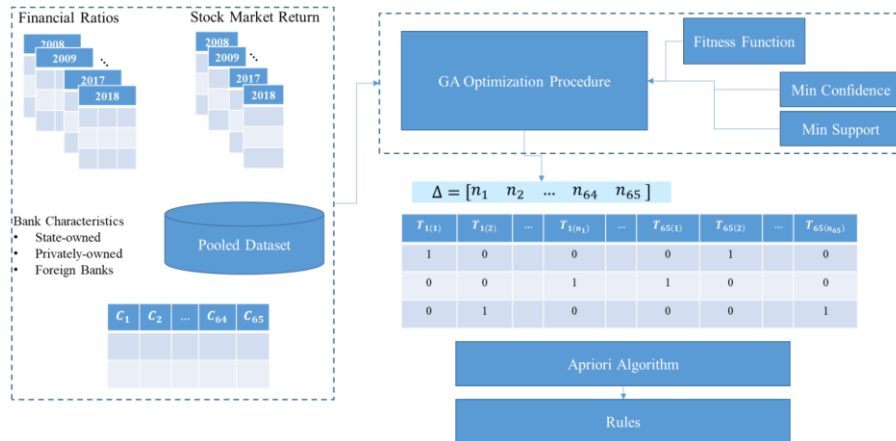 Financial Ratios
Stock Market Return
2008
2009
⋱
2017
2018
2008
2009
⋱
2017
2018
Bank Characteristics
• State-owned
• Privately-owned
• Foreign Banks
Pooled Dataset
C₁ C₂ ... C₆₄ C₆₅
GA Optimization Procedure
Fitness Function
Min Confidence
Min Support
Δ = [n₁ n₂ ... n₆₄ n₆₅]
T₁₍₁₎ T₁₍₂₎ ... T₁₍ₙ₁₎ ... T₆₅₍₁₎ T₆₅₍₂₎ ... T₆₅₍ₙ₆₅₎
1 0 0 0 1 0
0 0 1 1 0 0
0 1 0 0 0 1
Apriori Algorithm
Rules